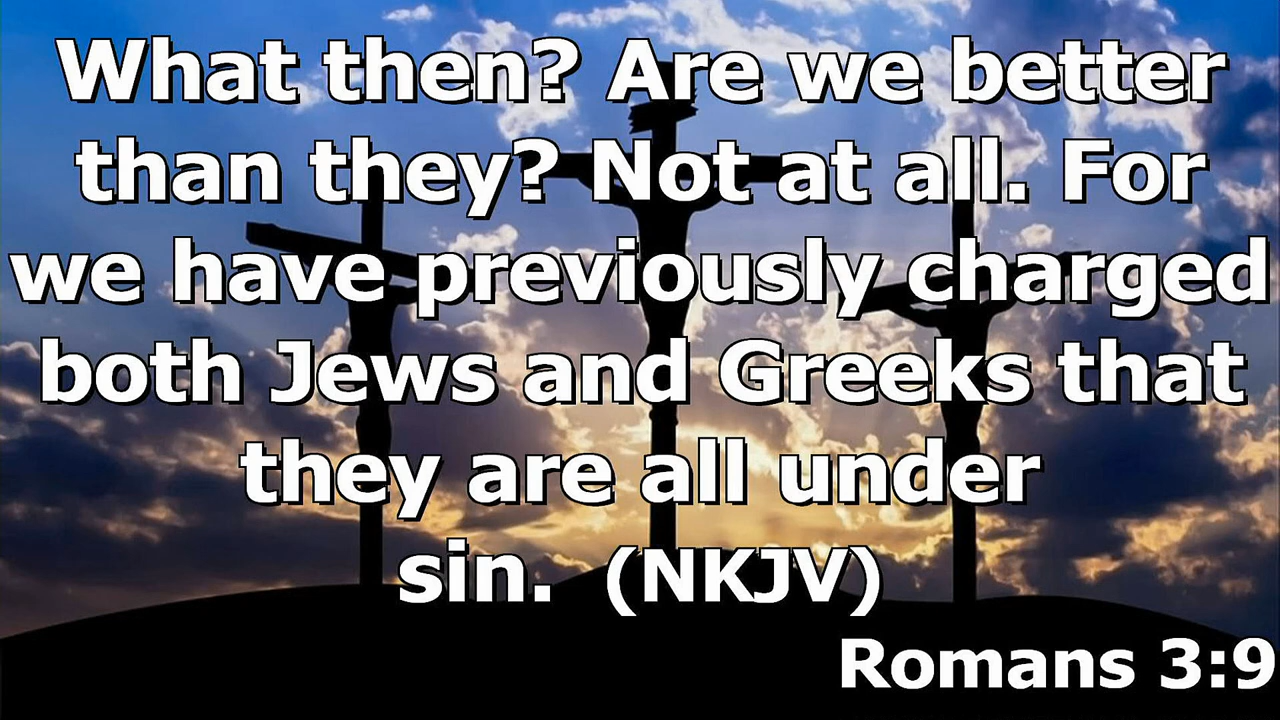 What then? Are we better
than they? Not at all. For
we have previously charged
both Jews and Greeks that
they are all under
sin. (NKJV)
Romans 3:9